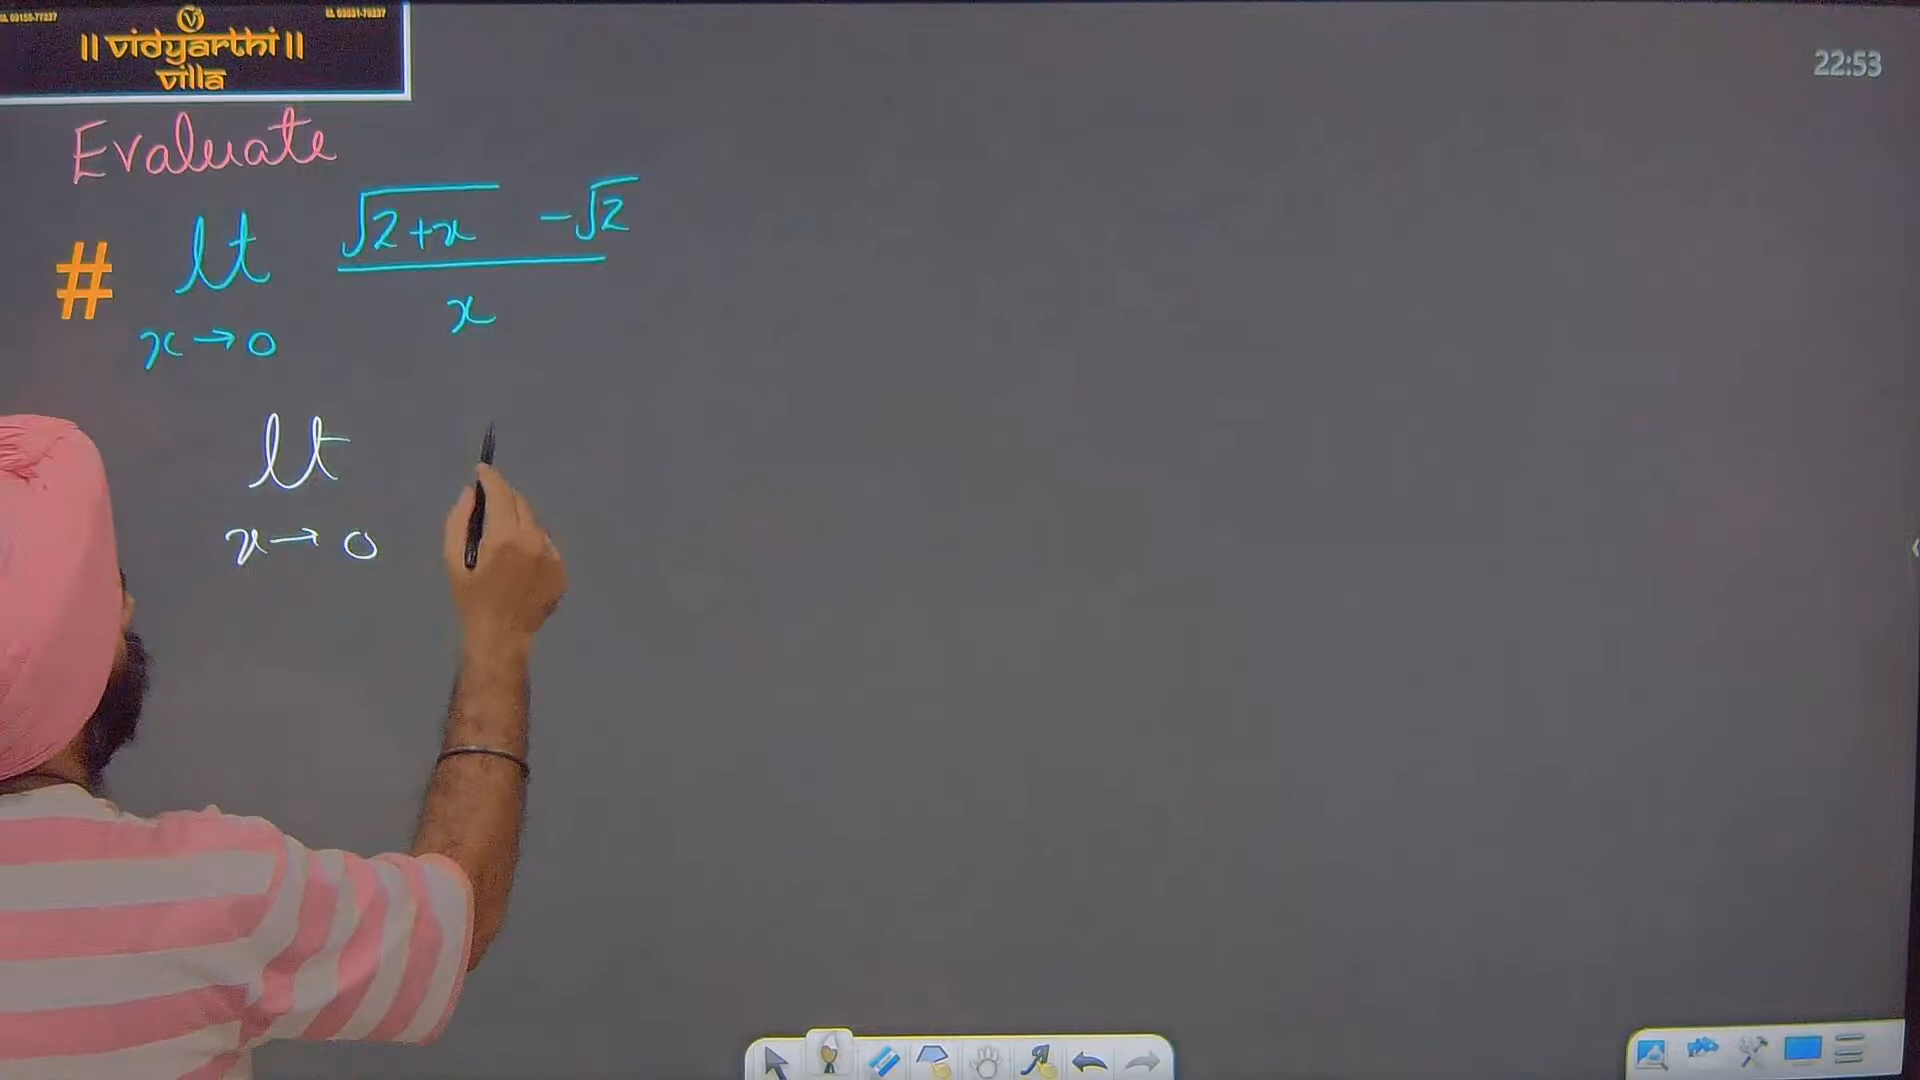 || vidyarthi ||
villa
22:53
Evaluate
# lt √2+x - √2
x → 0 x
lt
x → 0